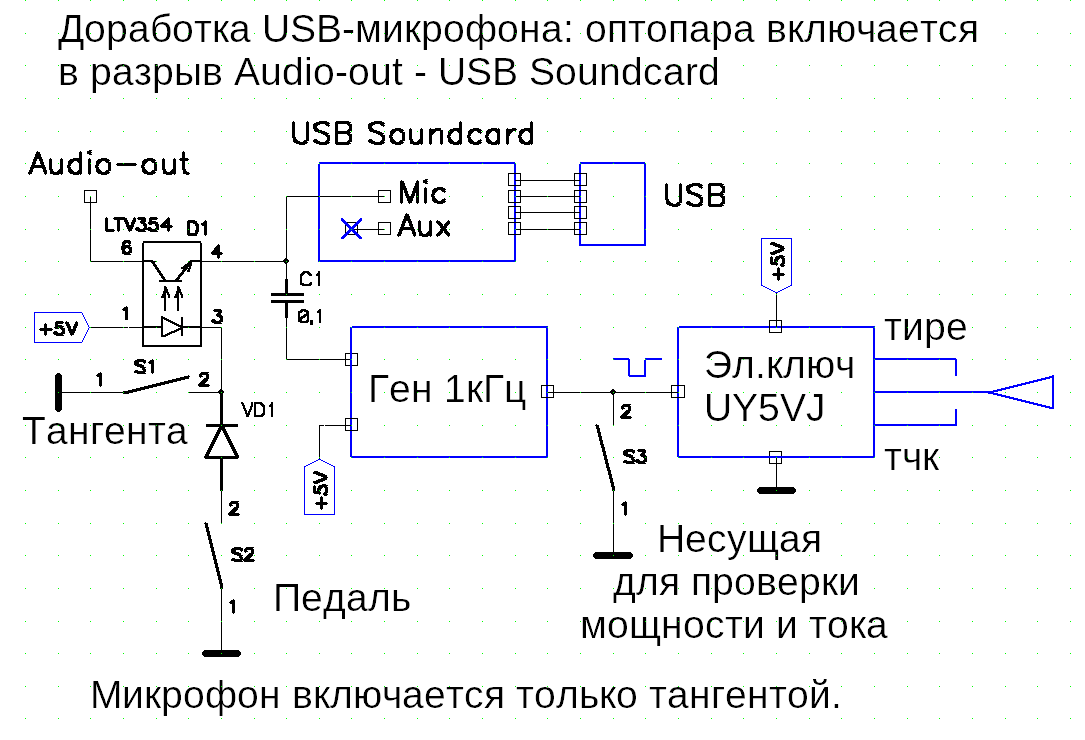 Доработка USB-микрофона: оптопара включается
в разрыв Audio-out - USB Soundcard
USB Soundcard
Audio-out
Mic
Aux
USB
LTV354 D1
6
4
+5V
C1
0,1
1
3
+5V
S1
1
2
Тангента
VD1
Ген 1кГц
+5V
Эл.ключ
UY5VJ
тире
тчк
2
S3
1
2
S2
1
Педаль
Несущая
для проверки
мощности и тока
Микрофон включается только тангентой.